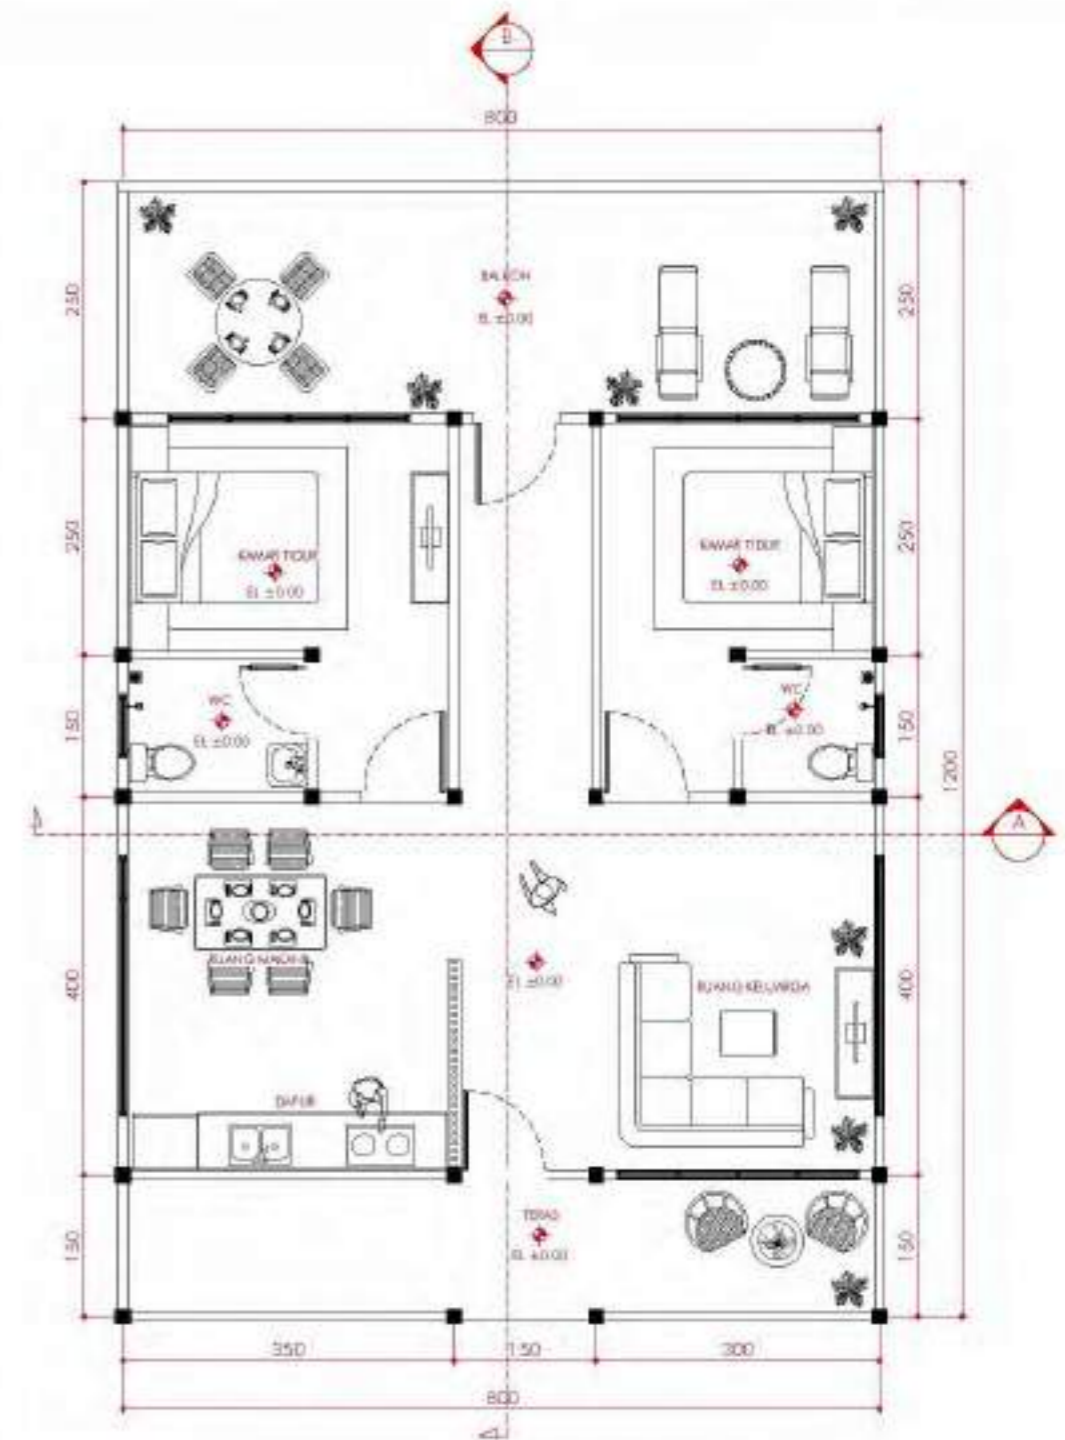 B
800
BALKON
EL ±0.00
250
250
250
250
KAMAR TIDUR
EL ±0.00
KAMAR TIDUR
EL ±0.00
WC
EL ±0.00
WC
EL ±0.00
150
150
1200
A
RUANG MAKAN
EL ±0.00
RUANG KELUARGA
400
400
DAPUR
TERAS
EL ±0.00
150
150
350
150
300
800